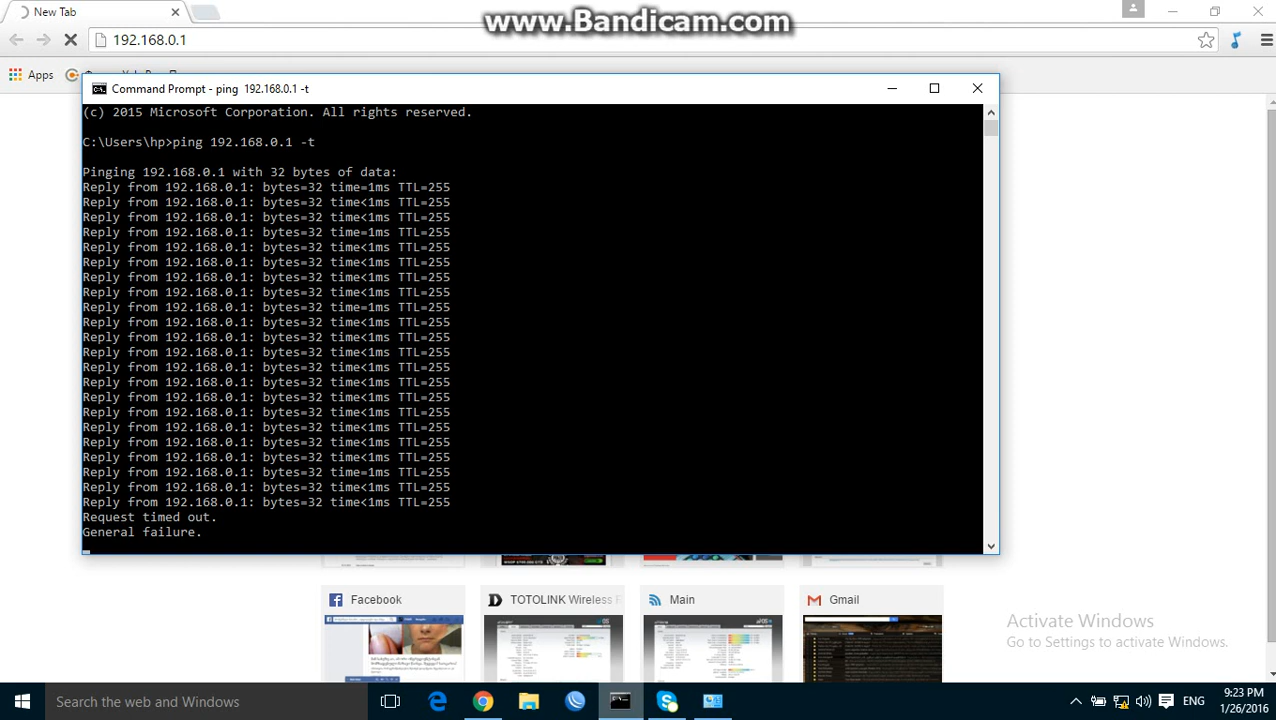 New Tab
www.Bandicam.com
192.168.0.1
Apps
Command Prompt - ping 192.168.0.1 -t
(c) 2015 Microsoft Corporation. All rights reserved.
C:\Users\hp>ping 192.168.0.1 -t
Pinging 192.168.0.1 with 32 bytes of data:
Reply from 192.168.0.1: bytes=32 time=1ms TTL=255
Reply from 192.168.0.1: bytes=32 time<1ms TTL=255
Reply from 192.168.0.1: bytes=32 time<1ms TTL=255
Reply from 192.168.0.1: bytes=32 time=1ms TTL=255
Reply from 192.168.0.1: bytes=32 time<1ms TTL=255
Reply from 192.168.0.1: bytes=32 time<1ms TTL=255
Reply from 192.168.0.1: bytes=32 time<1ms TTL=255
Reply from 192.168.0.1: bytes=32 time<1ms TTL=255
Reply from 192.168.0.1: bytes=32 time=1ms TTL=255
Reply from 192.168.0.1: bytes=32 time<1ms TTL=255
Reply from 192.168.0.1: bytes=32 time<1ms TTL=255
Reply from 192.168.0.1: bytes=32 time<1ms TTL=255
Reply from 192.168.0.1: bytes=32 time<1ms TTL=255
Reply from 192.168.0.1: bytes=32 time<1ms TTL=255
Reply from 192.168.0.1: bytes=32 time<1ms TTL=255
Reply from 192.168.0.1: bytes=32 time<1ms TTL=255
Reply from 192.168.0.1: bytes=32 time<1ms TTL=255
Reply from 192.168.0.1: bytes=32 time<1ms TTL=255
Reply from 192.168.0.1: bytes=32 time<1ms TTL=255
Reply from 192.168.0.1: bytes=32 time=1ms TTL=255
Reply from 192.168.0.1: bytes=32 time<1ms TTL=255
Reply from 192.168.0.1: bytes=32 time<1ms TTL=255
Request timed out.
General failure.
Facebook
TOTOLINK Wireless
Main
Gmail
Activate Windows
Go to Settings to activate Windows.
Search the web and Windows
ENG
9:23 PM
1/26/2016